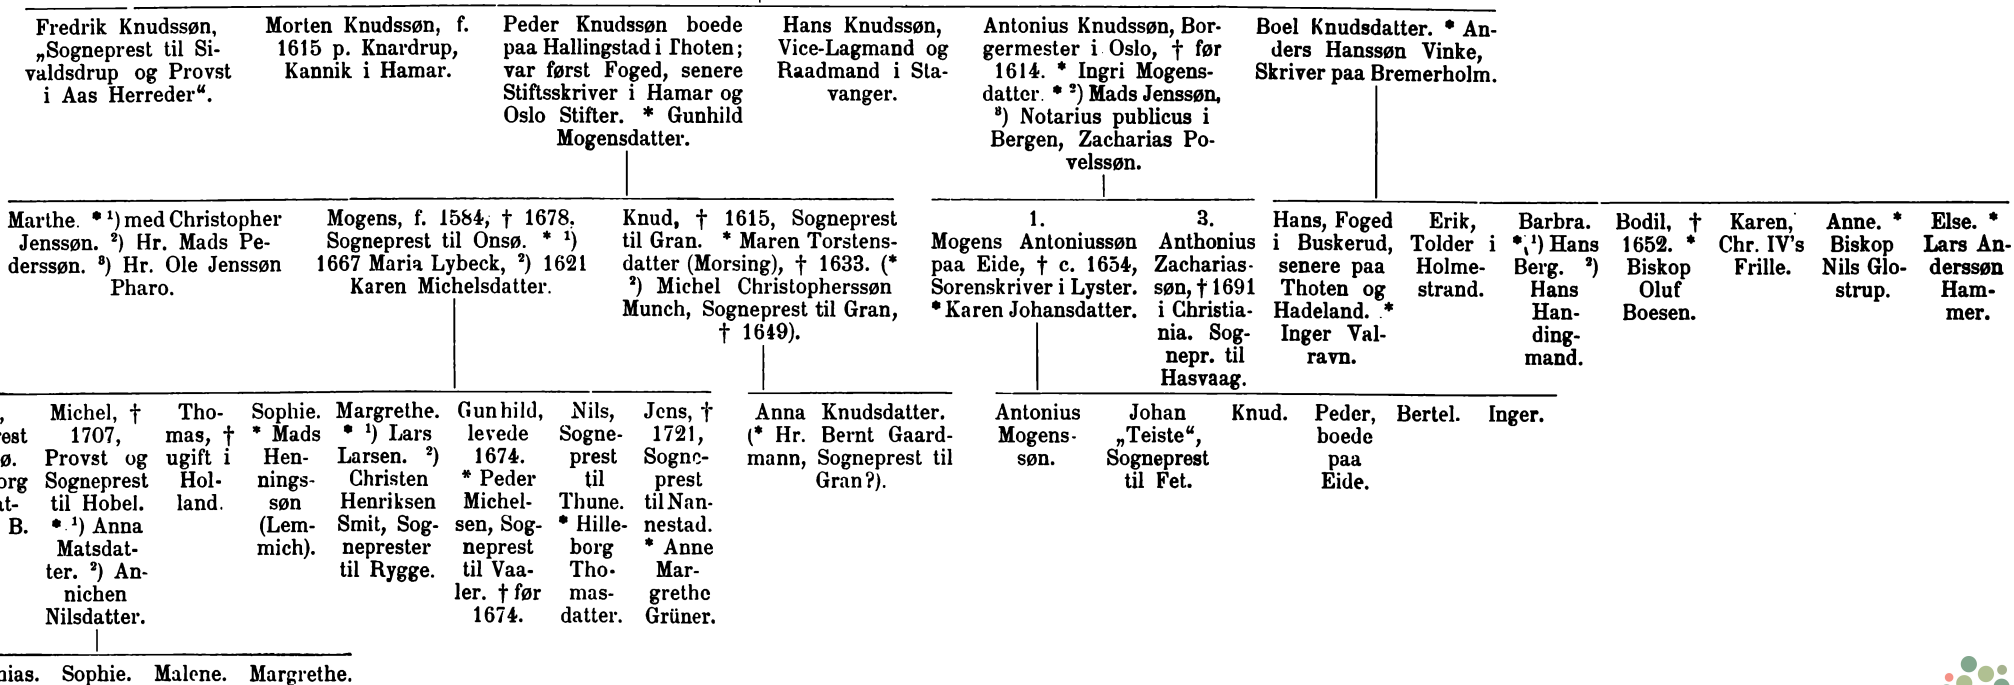 Fredrik Knudssøn,
„Sogneprest til Si-
valdsdrup og Provst
i Aas Herreder“.
Morten Knudssøn, f.
1615 p. Knardrup,
Kannik i Hamar.
Peder Knudssøn boede
paa Hallingstad i Thoten;
var først Foged, senere
Stiftsskriver i Hamar og
Oslo Stifter. * Gunhild
Mogensdatter.
Hans Knudssøn,
Vice-Lagmand og
Raadmand i Sta-
vanger.
Antonius Knudssøn, Bor-
germester i Oslo, † før
1614. * Ingri Mogens-
datter. * ²) Mads Jenssøn,
³) Notarius publicus i
Bergen, Zacharias Po-
velssøn.
Boel Knudsdatter. * An-
ders Hanssøn Vinke,
Skriver paa Bremerholm.
Marthe. * ¹) med Christopher
Jenssøn. ²) Hr. Mads Pe-
derssøn. ³) Hr. Ole Jenssøn
Pharo.
Mogens, f. 1584, † 1678.
Sogneprest til Onsø. * ¹)
1667 Maria Lybeck, ²) 1621
Karen Michelsdatter.
Knud, † 1615, Sogneprest
til Gran. * Maren Torstens-
datter (Morsing), † 1633. (*
²) Michel Christopherssøn
Munch, Sogneprest til Gran,
† 1649).
1.
Mogens Antoniussøn
paa Eide, † c. 1654,
Sorenskriver i Lyster.
* Karen Johansdatter.
3.
Anthonius
Zacharias-
søn, † 1691
i Christia-
nia. Sog-
nepr. til
Hasvaag.
Hans, Foged
i Buskerud,
senere paa
Thoten og
Hadeland. *
Inger Val-
ravn.
Erik,
Tolder i
Holme-
strand.
Barbra.
* ¹) Hans
Berg. ²)
Hans
Han-
ding-
mand.
Bodil, †
1652. *
Biskop
Oluf
Boesen.
Karen,
Chr. IV's
Frille.
Anne. *
Biskop
Nils Glo-
strup.
Else. *
Lars An-
derssøn
Ham-
mer.
B.
Michel, †
1707,
Provst og
Sogneprest
til Hobel.
* ¹) Anna
Matsdat-
ter. ²) An-
nichen
Nilsdatter.
Tho-
mas, †
ugift i
Hol-
land.
Sophie.
* Mads
Hen-
nings-
søn
(Lem-
mich).
Margrethe.
* ¹) Lars
Larsen. ²)
Christen
Henriksen
Smit, Sog-
neprester
til Rygge.
Gunhild,
levede
1674.
* Peder
Michel-
sen, Sog-
neprest
til Vaa-
ler. † før
1674.
Nils,
Sogne-
prest
til
Thune.
* Hille-
borg
Tho-
mas-
datter.
Jens, †
1721,
Sogne-
prest
til Nan-
nestad.
* Anne
Mar-
grethe
Grüner.
Anna Knudsdatter.
(* Hr. Bernt Gaard-
mann, Sogneprest til
Gran?).
Antonius
Mogens-
søn.
Johan
„Teiste“,
Sogneprest
til Fet.
Knud.
Peder,
boede
paa
Eide.
Bertel.
Inger.
Sophie.
Malene.
Margrethe.